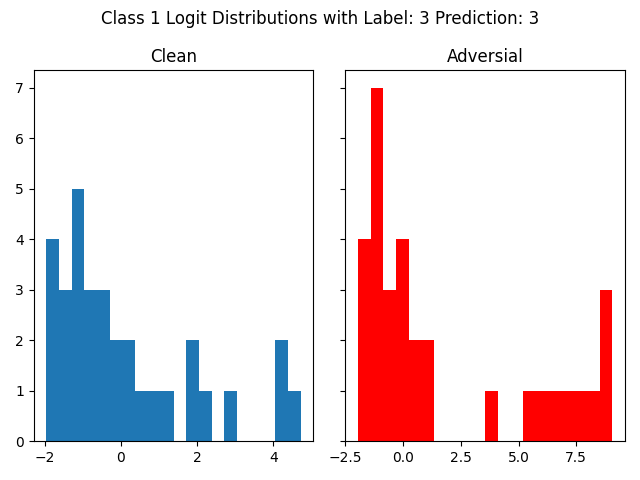 Class 1 Logit Distributions with Label: 3 Prediction: 3
Clean
Adversial
7
6
5
4
3
2
1
0
−2 0 2 4
−2.5 0.0 2.5 5.0 7.5